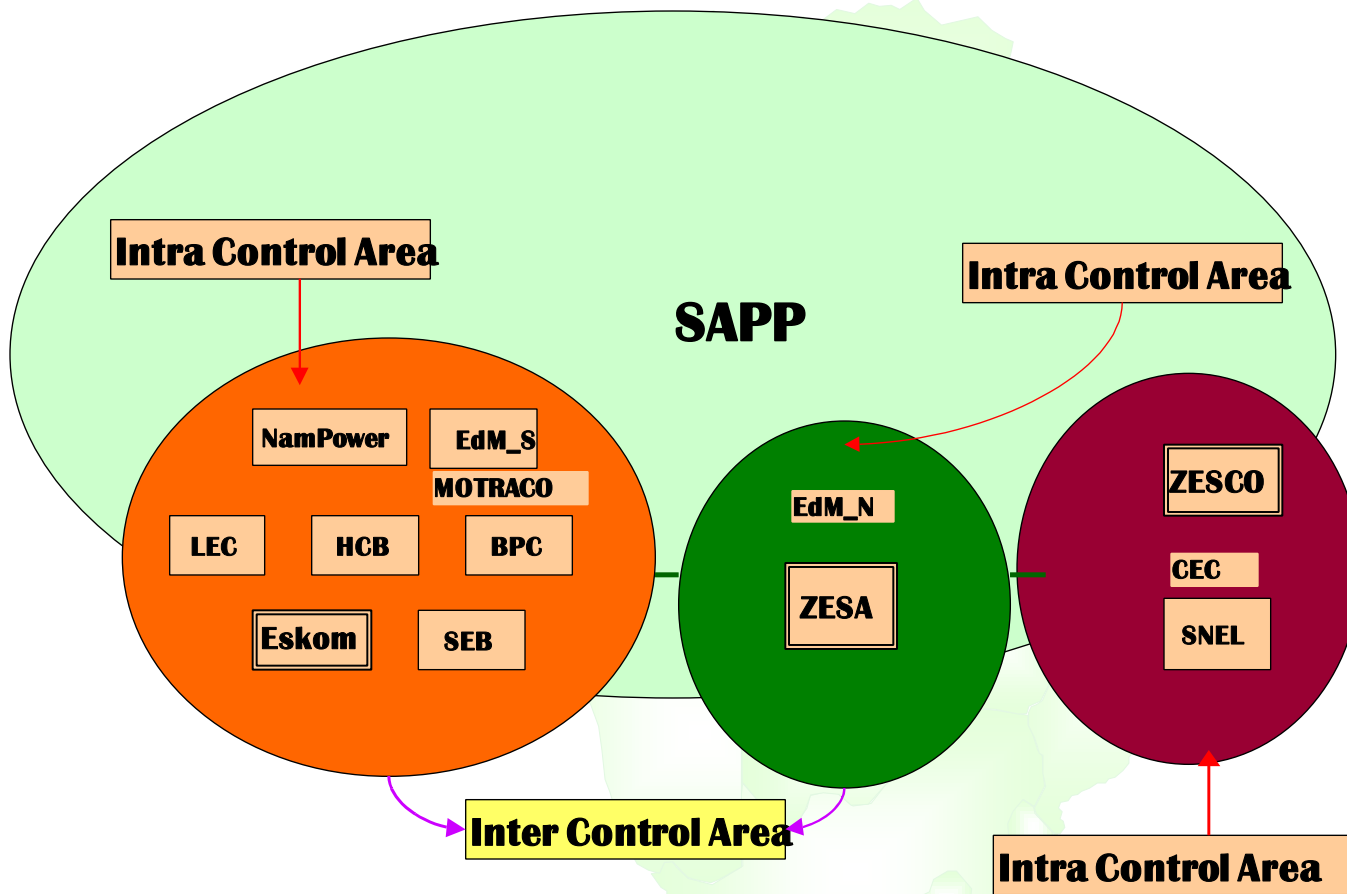 Intra Control Area
Intra Control Area
SAPP
NamPower
EdM_S
MOTRACO
LEC
HCB
BPC
Eskom
SEB
EdM_N
ZESA
ZESCO
CEC
SNEL
Inter Control Area
Intra Control Area